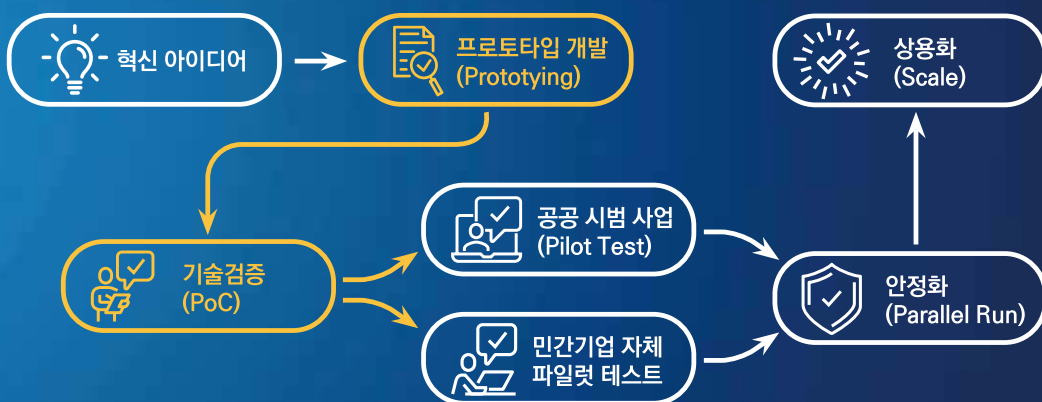 혁신 아이디어
프로토타입 개발
(Prototying)
기술검증
(PoC)
공공 시범 사업
(Pilot Test)
민간기업 자체
파일럿 테스트
안정화
(Parallel Run)
상용화
(Scale)